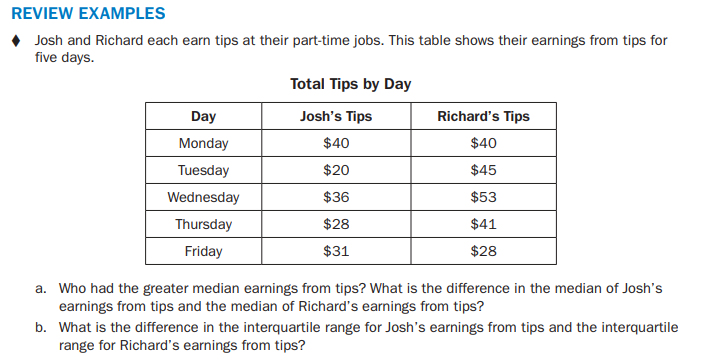 REVIEW EXAMPLES
♦ Josh and Richard each earn tips at their part-time jobs. This table shows their earnings from tips for
five days.
Total Tips by Day
Day Josh's Tips Richard's Tips
Monday $40 $40
Tuesday $20 $45
Wednesday $36 $53
Thursday $28 $41
Friday $31 $28
a. Who had the greater median earnings from tips? What is the difference in the median of Josh's
earnings from tips and the median of Richard's earnings from tips?
b. What is the difference in the interquartile range for Josh's earnings from tips and the interquartile
range for Richard's earnings from tips?